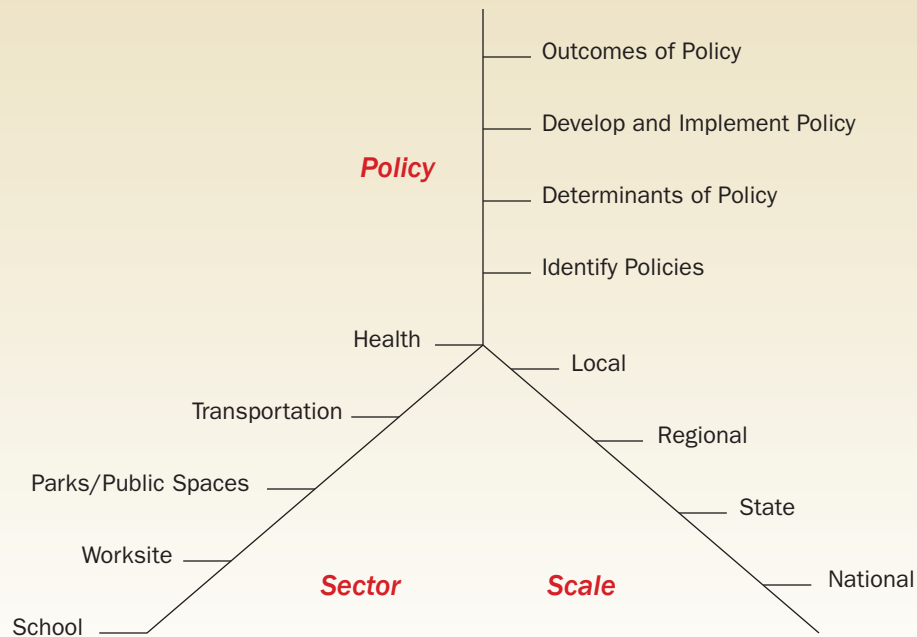 Outcomes of Policy
Develop and Implement Policy
Policy
Determinants of Policy
Identify Policies
Health
Local
Transportation
Regional
Parks/Public Spaces
State
Worksite
Sector
Scale
National
School